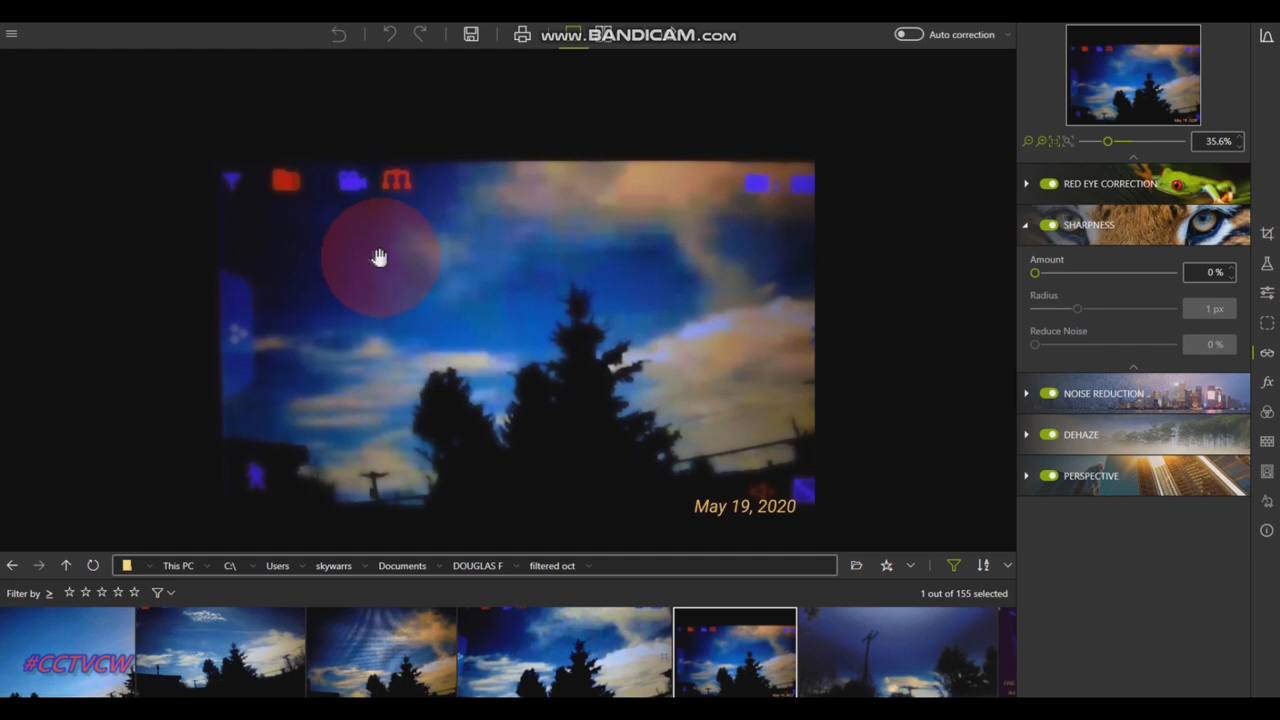 www.BANDICAM.com
Auto correction
35.6%
RED EYE CORRECTION
SHARPNESS
Amount
0 %
Radius
1 px
Reduce Noise
0 %
NOISE REDUCTION
DEHAZE
PERSPECTIVE
May 19, 2020
This PC
C:\
Users
skywarrs
Documents
DOUGLAS F
filtered oct
Filter by ≥
1 out of 155 selected
#CCTVCW